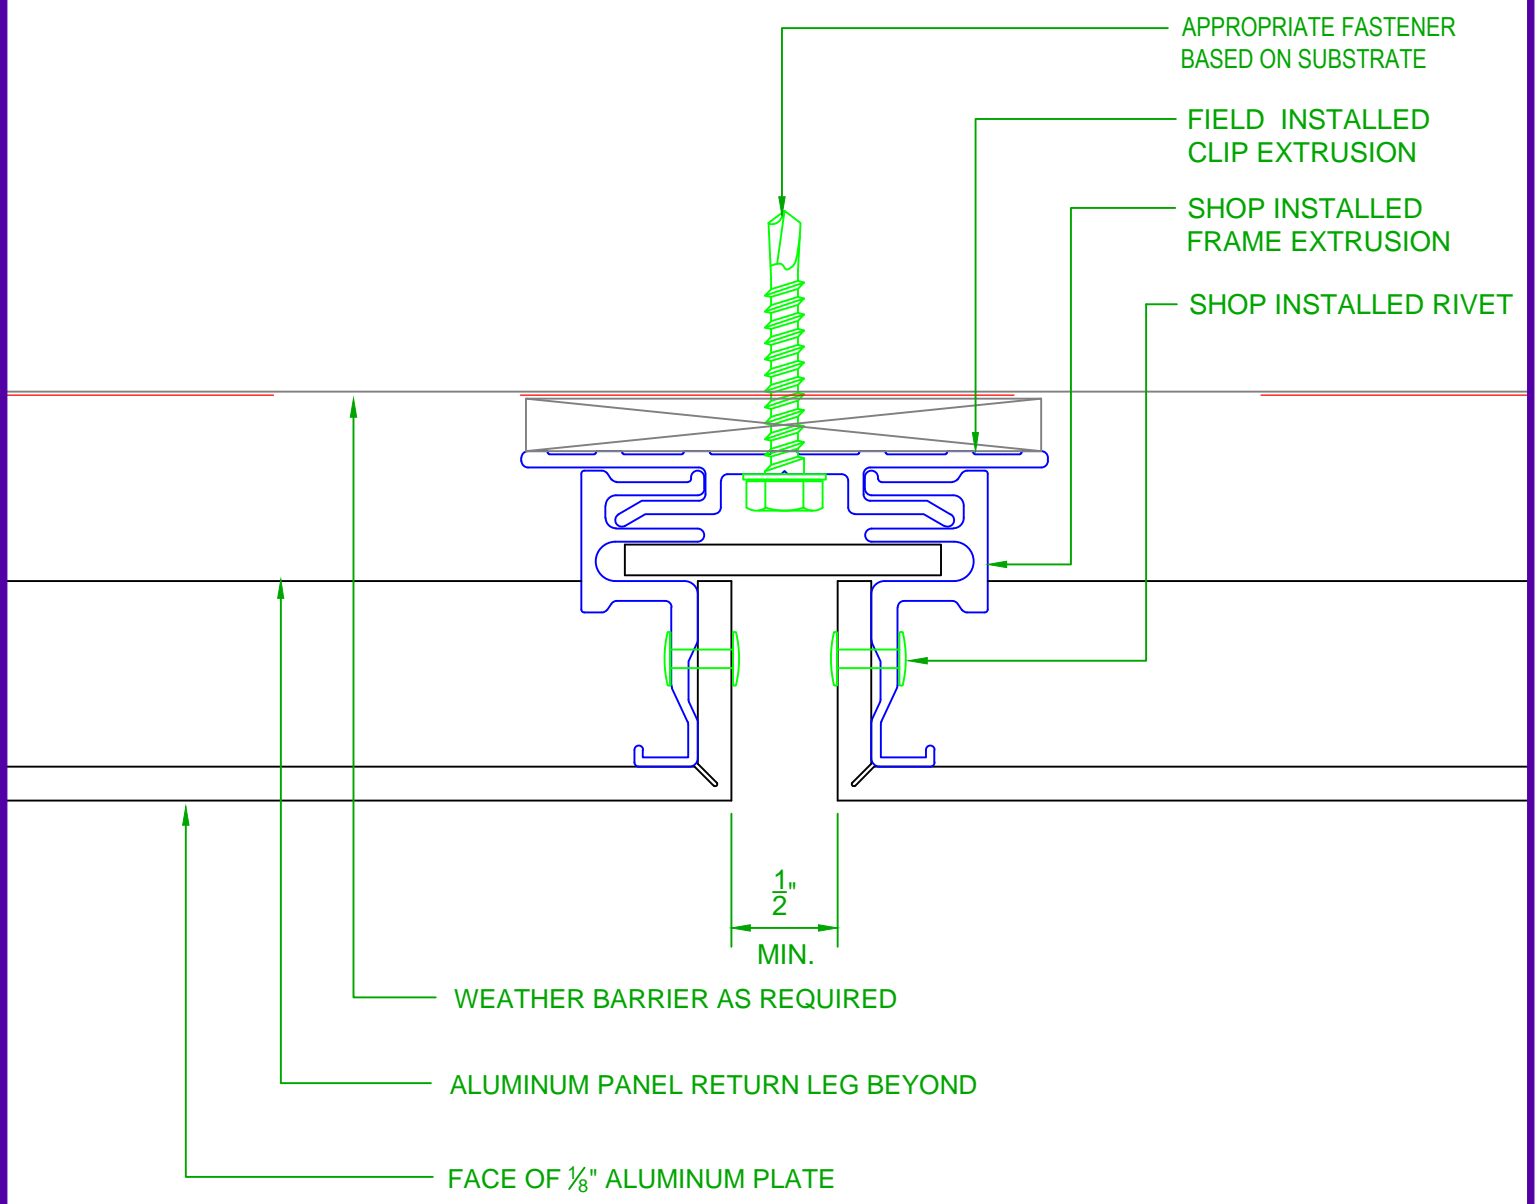 APPROPRIATE FASTENER
BASED ON SUBSTRATE
FIELD INSTALLED
CLIP EXTRUSION
SHOP INSTALLED
FRAME EXTRUSION
SHOP INSTALLED RIVET
1/2"
MIN.
WEATHER BARRIER AS REQUIRED
ALUMINUM PANEL RETURN LEG BEYOND
FACE OF 1/8" ALUMINUM PLATE